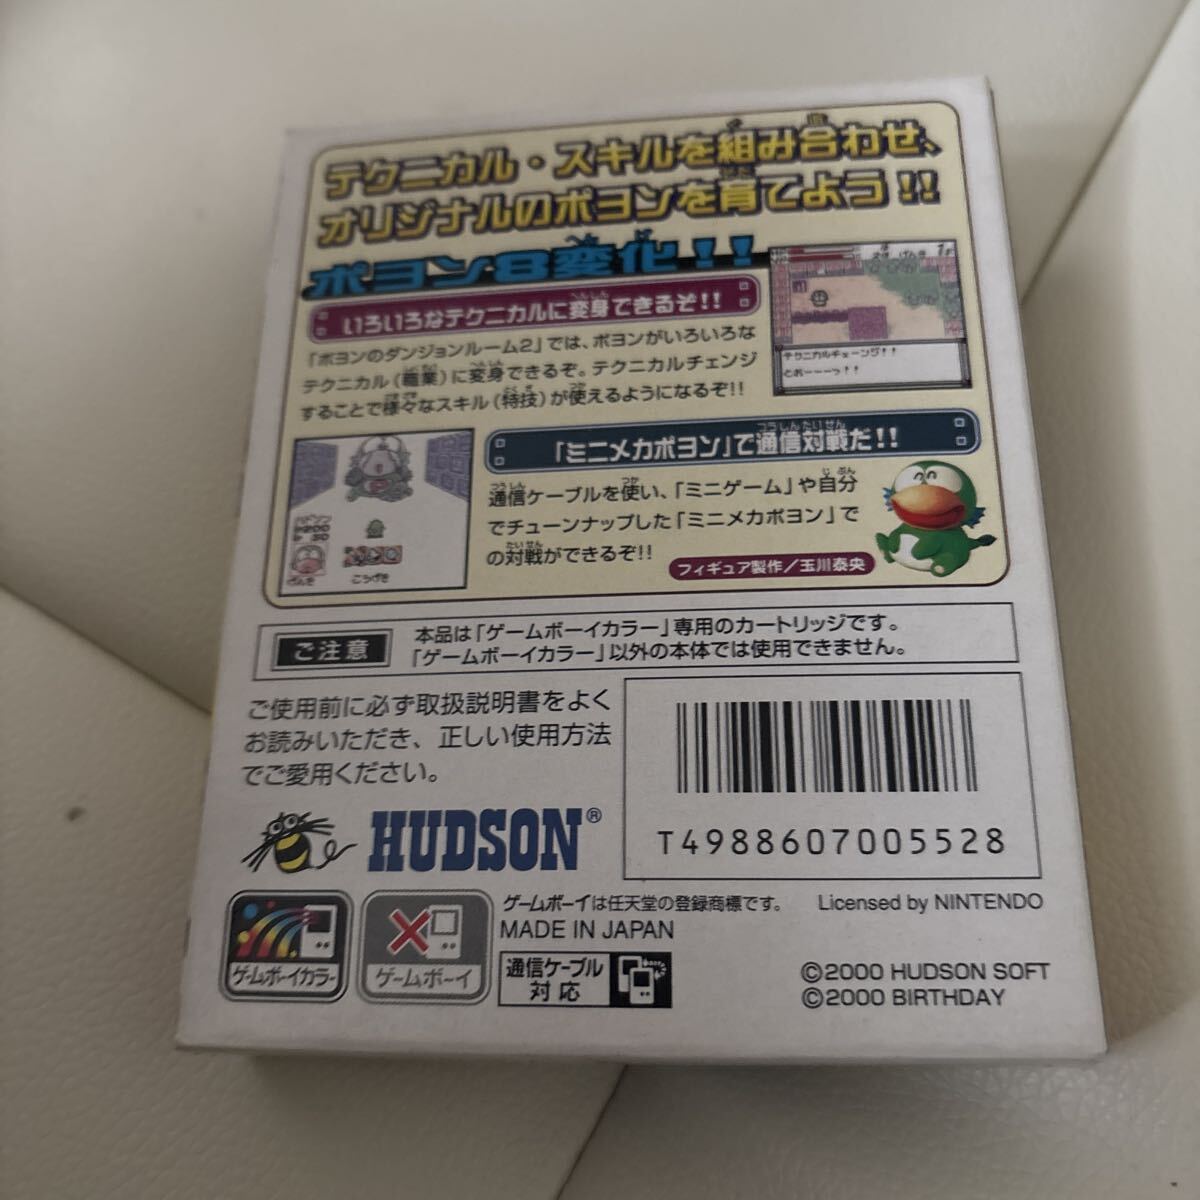 テクニカル・スキルを組み合わせ、
オリジナルのポヨンを育てよう!!
ポヨン8変化!!
いろいろなテクニカルに変身できるぞ!!
「ポヨンのダンジョンルーム2」では、ポヨンがいろいろな
テクニカル(職業)に変身できるぞ。テクニカルチェンジ
することで様々なスキル(特技)が使えるようになるぞ!!
テクニカルチェーンジ!!
とおーーーっ!!
「ミニメカポヨン」で通信対戦だ!!
通信ケーブルを使い、「ミニゲーム」や自分
でチューンナップした「ミニメカポヨン」で
の対戦ができるぞ!!
フィギュア製作/玉川泰央
こうげき
ご注意
本品は「ゲームボーイカラー」専用のカートリッジです。
「ゲームボーイカラー」以外の本体では使用できません。
ご使用前に必ず取扱説明書をよく
お読みいただき、正しい使用方法
でご愛用ください。
T4988607005528
HUDSON®
ゲームボーイカラー
ゲームボーイ
ゲームボーイは任天堂の登録商標です。 Licensed by NINTENDO
MADE IN JAPAN
通信ケーブル
対応
©2000 HUDSON SOFT
©2000 BIRTHDAY